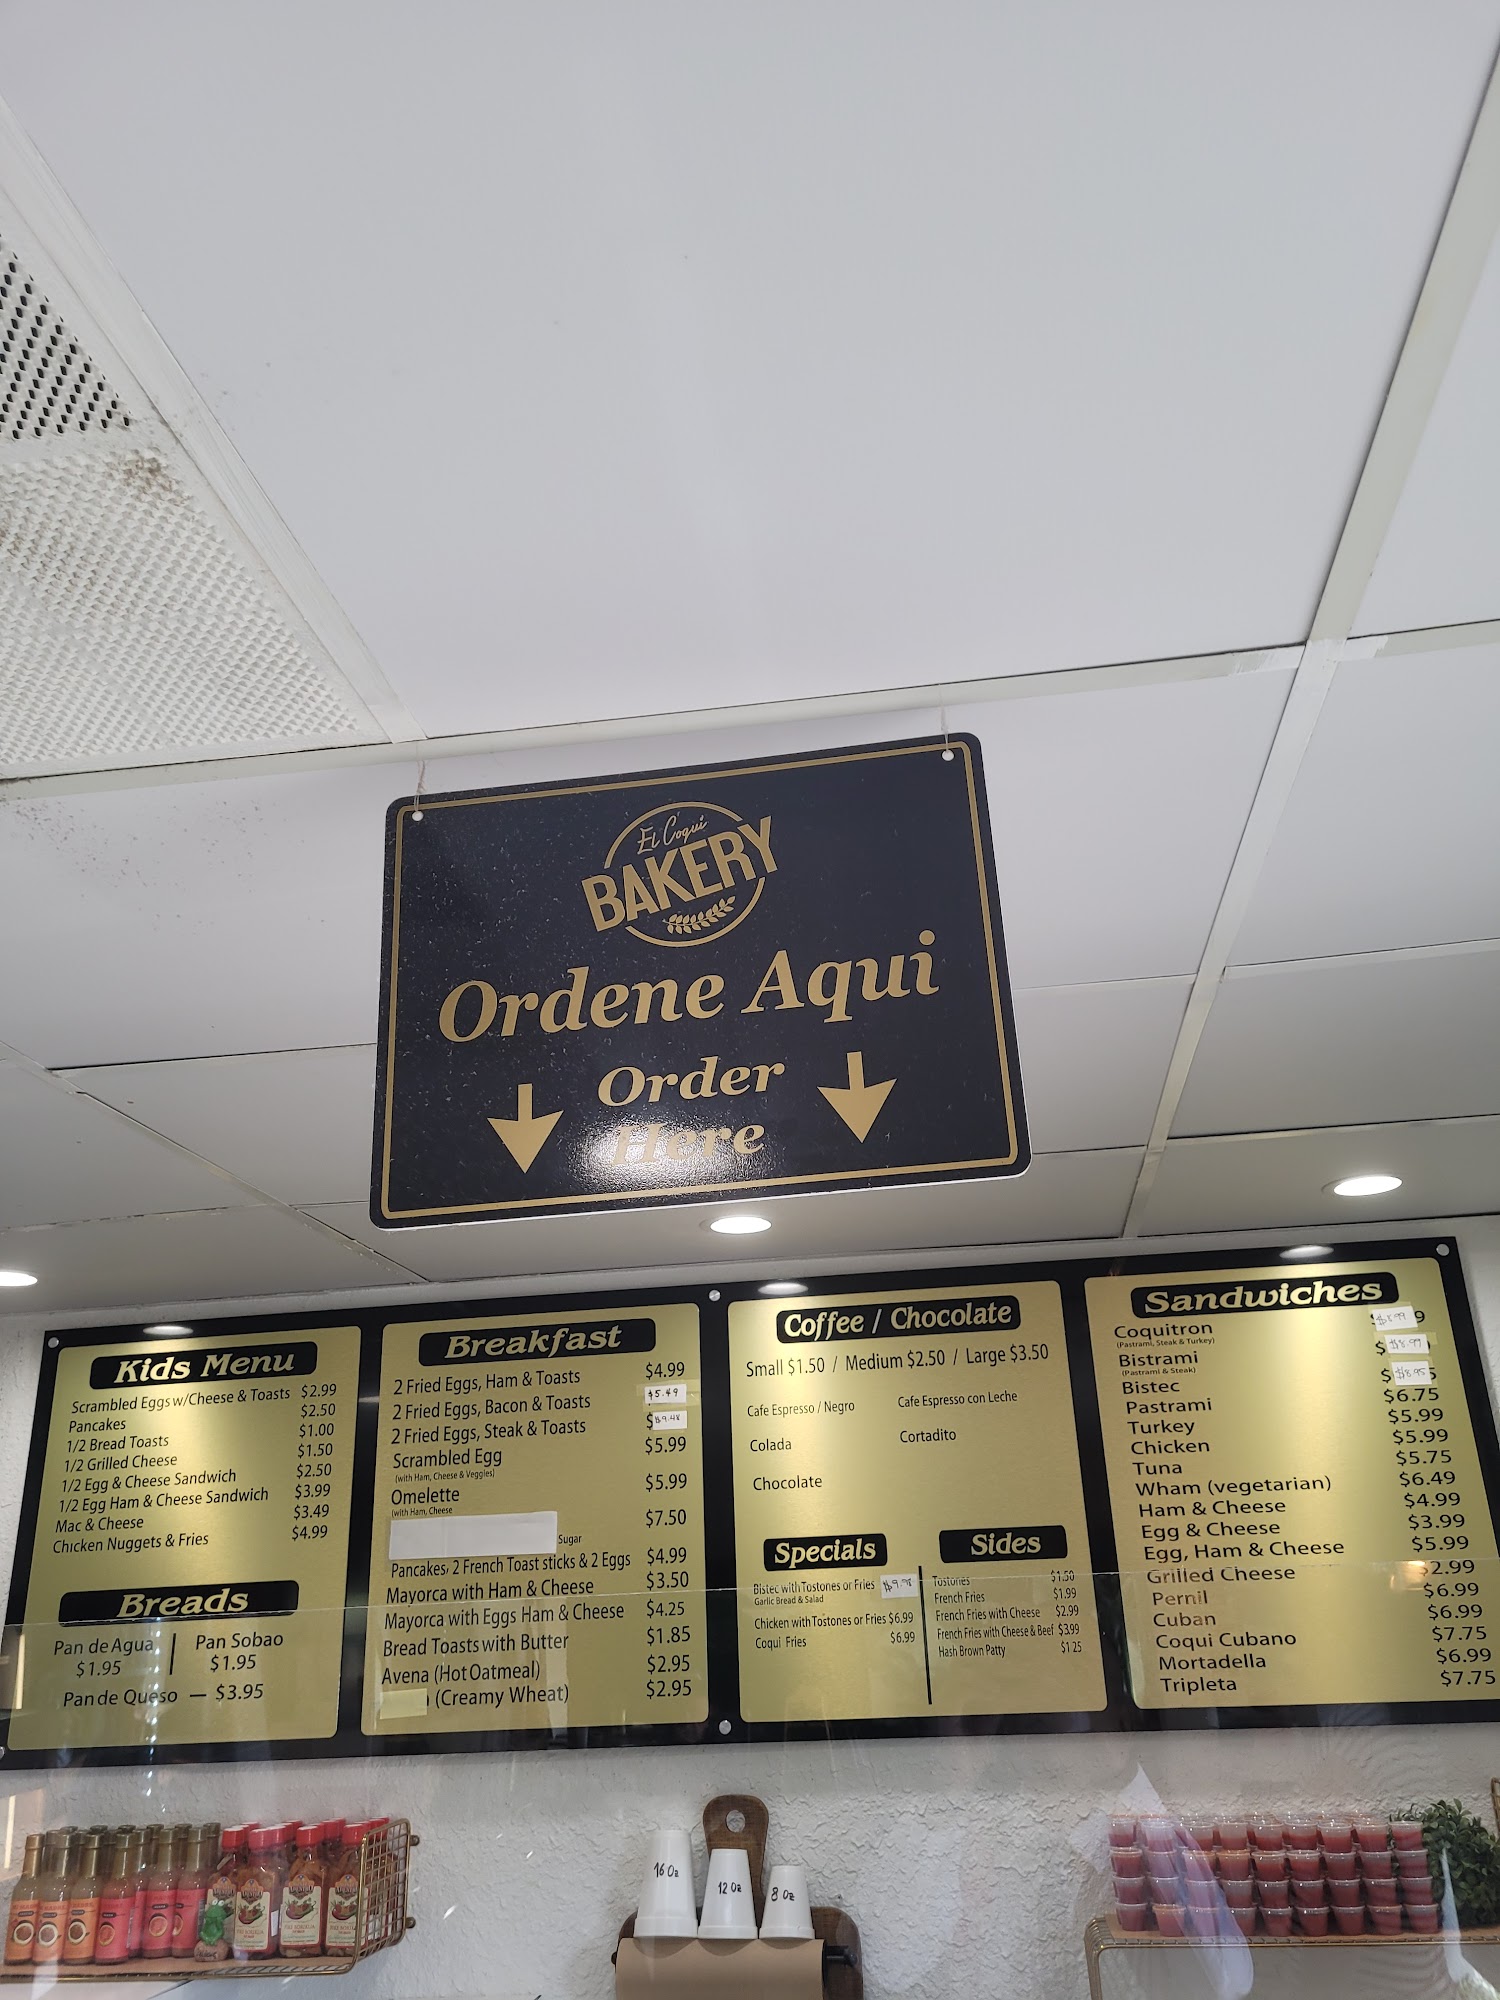 El Coqui
BAKERY
Ordene Aqui
Order
Here
Kids Menu
Scrambled Eggs w/Cheese & Toasts $2.99
Pancakes $2.50
1/2 Bread Toasts $1.00
1/2 Grilled Cheese $1.50
1/2 Egg & Cheese Sandwich $2.50
1/2 Egg Ham & Cheese Sandwich $3.99
Mac & Cheese $3.49
Chicken Nuggets & Fries $4.99
Breads
Pan de Agua
$1.95
Pan Sobao
$1.95
Pan de Queso — $3.95
Breakfast
2 Fried Eggs, Ham & Toasts $4.99
2 Fried Eggs, Bacon & Toasts $5.49
2 Fried Eggs, Steak & Toasts $9.48
Scrambled Egg $5.99
(with Ham, Cheese & Veggies)
Omelette $5.99
(with Ham, Cheese
Sugar $7.50
Pancakes, 2 French Toast sticks & 2 Eggs $4.99
Mayorca with Ham & Cheese $3.50
Mayorca with Eggs Ham & Cheese $4.25
Bread Toasts with Butter $1.85
Avena (Hot Oatmeal) $2.95
) (Creamy Wheat) $2.95
Coffee / Chocolate
Small $1.50 / Medium $2.50 / Large $3.50
Cafe Espresso / Negro Cafe Espresso con Leche
Colada Cortadito
Chocolate
Specials
Bistec with Tostones or Fries $9.98
Garlic Bread & Salad
Chicken with Tostones or Fries $6.99
Coqui Fries $6.99
Sides
Tostones $1.50
French Fries $1.99
French Fries with Cheese $2.99
French Fries with Cheese & Beef $3.99
Hash Brown Patty $1.25
Sandwiches
Coquitron $8.99
(Pastrami, Steak & Turkey)
Bistrami $8.99
(Pastrami & Steak)
Bistec $8.95
Pastrami $6.75
Turkey $5.99
Chicken $5.99
Tuna $5.75
Wham (vegetarian) $6.49
Ham & Cheese $4.99
Egg & Cheese $3.99
Egg, Ham & Cheese $5.99
Grilled Cheese $2.99
Pernil $6.99
Cuban $6.99
Coqui Cubano $7.75
Mortadella $6.99
Tripleta $7.75
16 Oz
12 Oz
8 Oz